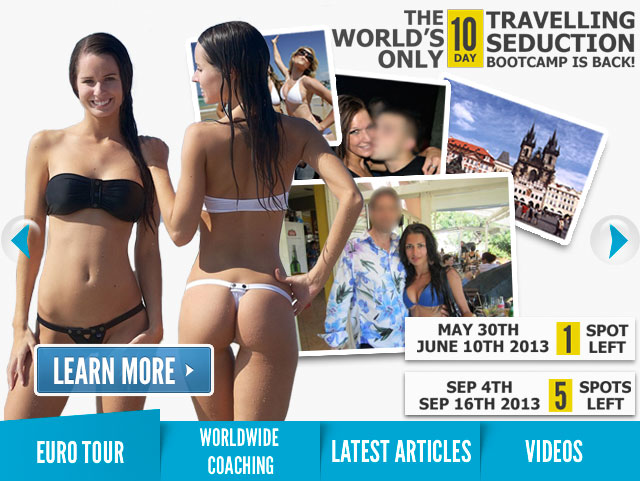 THE
WORLD'S
ONLY
10
DAY
TRAVELLING
SEDUCTION
BOOTCAMP IS BACK!
MAY 30TH
JUNE 10TH 2013
1
SPOT
LEFT
SEP 4TH
SEP 16TH 2013
5
SPOTS
LEFT
LEARN MORE
EURO TOUR
WORLDWIDE
COACHING
LATEST ARTICLES
VIDEOS